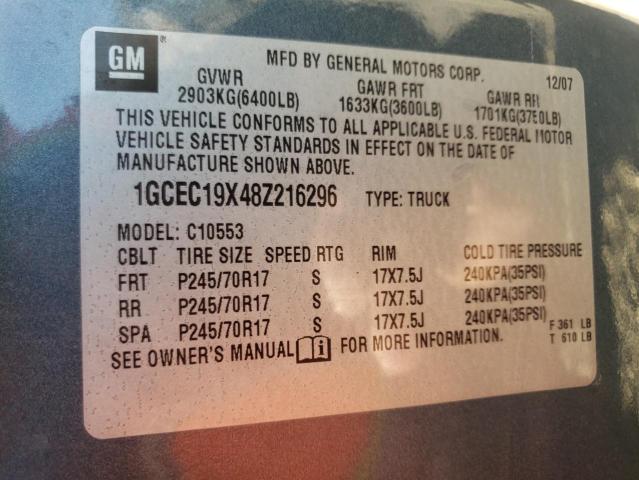 GM
MFD BY GENERAL MOTORS CORP. 12/07
GVWR GAWR FRT GAWR RR
2903KG(6400LB) 1633KG(3600LB) 1701KG(3750LB)
THIS VEHICLE CONFORMS TO ALL APPLICABLE U.S. FEDERAL MOTOR
VEHICLE SAFETY STANDARDS IN EFFECT ON THE DATE OF
MANUFACTURE SHOWN ABOVE.
1GCEC19X48Z216296 TYPE: TRUCK
MODEL: C10553
CBLT TIRE SIZE SPEED RTG RIM COLD TIRE PRESSURE
FRT P245/70R17 S 17X7.5J 240KPA(35PSI)
RR P245/70R17 S 17X7.5J 240KPA(35PSI)
SPA P245/70R17 S 17X7.5J 240KPA(35PSI) F 361 LB
SEE OWNER'S MANUAL i FOR MORE INFORMATION. T 610 LB